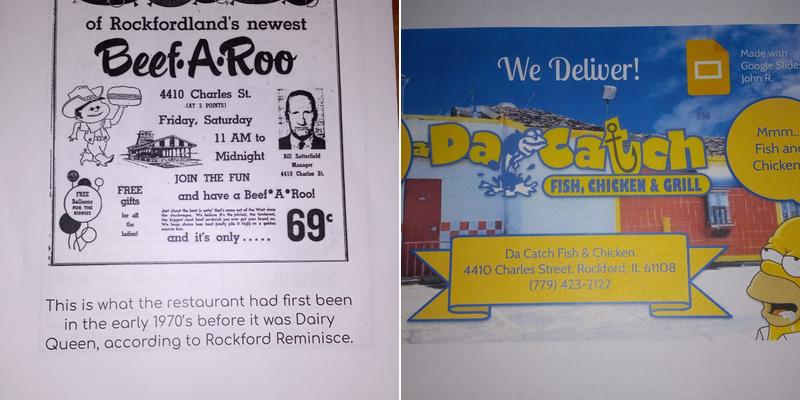 of Rockfordland's newest
Beef·A·Roo
4410 Charles St.
(AT 5 POINTS)
Friday, Saturday
11 AM to
Midnight
Bill Satterfield
Manager
4410 Charles St.
JOIN THE FUN
and have a Beef*A*Roo!
FREE
Balloons
FOR THE
KIDDIES
FREE
gifts
for all
the
ladies!
and it's only.....
69c
This is what the restaurant had first been
in the early 1970's before it was Dairy
Queen, according to Rockford Reminisce.
We Deliver!
Made with
Google Slides
John R.
Da Catch
TM
FISH, CHICKEN & GRILL
Mmm..
Fish and
Chicken
Da Catch Fish & Chicken
4410 Charles Street, Rockford, IL 61108
(779) 423-2122